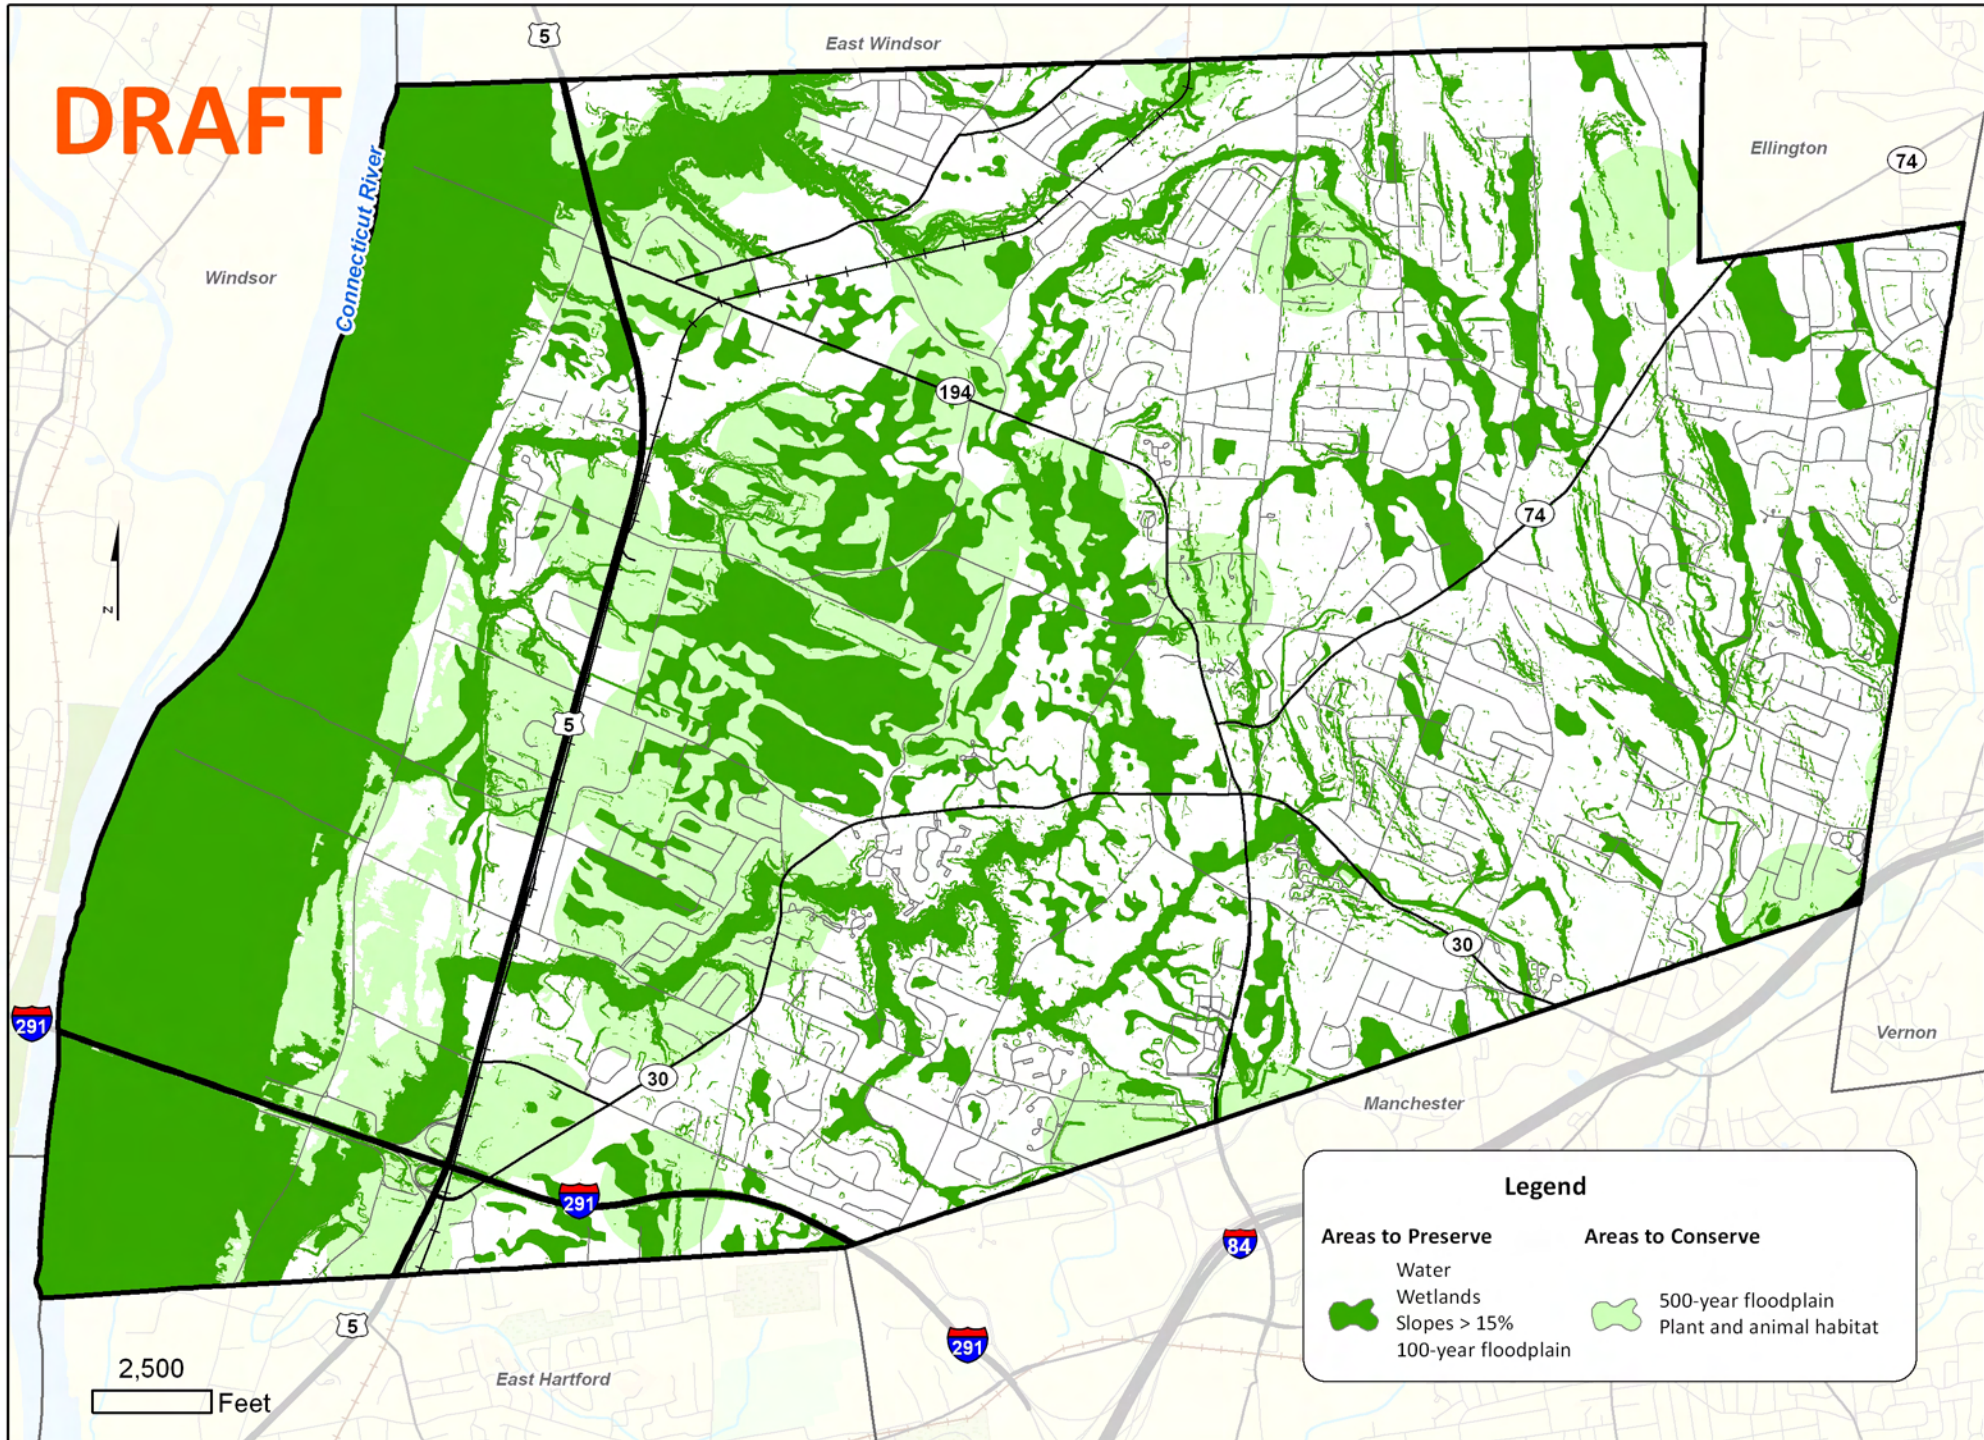 5
East Windsor
DRAFT
Ellington
74
Connecticut River
Windsor
194
74
N
5
30
291
Vernon
30
Manchester
291
84
5
291
East Hartford
2,500
Feet
Legend
Areas to Preserve
Areas to Conserve
Water
Wetlands
Slopes > 15%
100-year floodplain
500-year floodplain
Plant and animal habitat